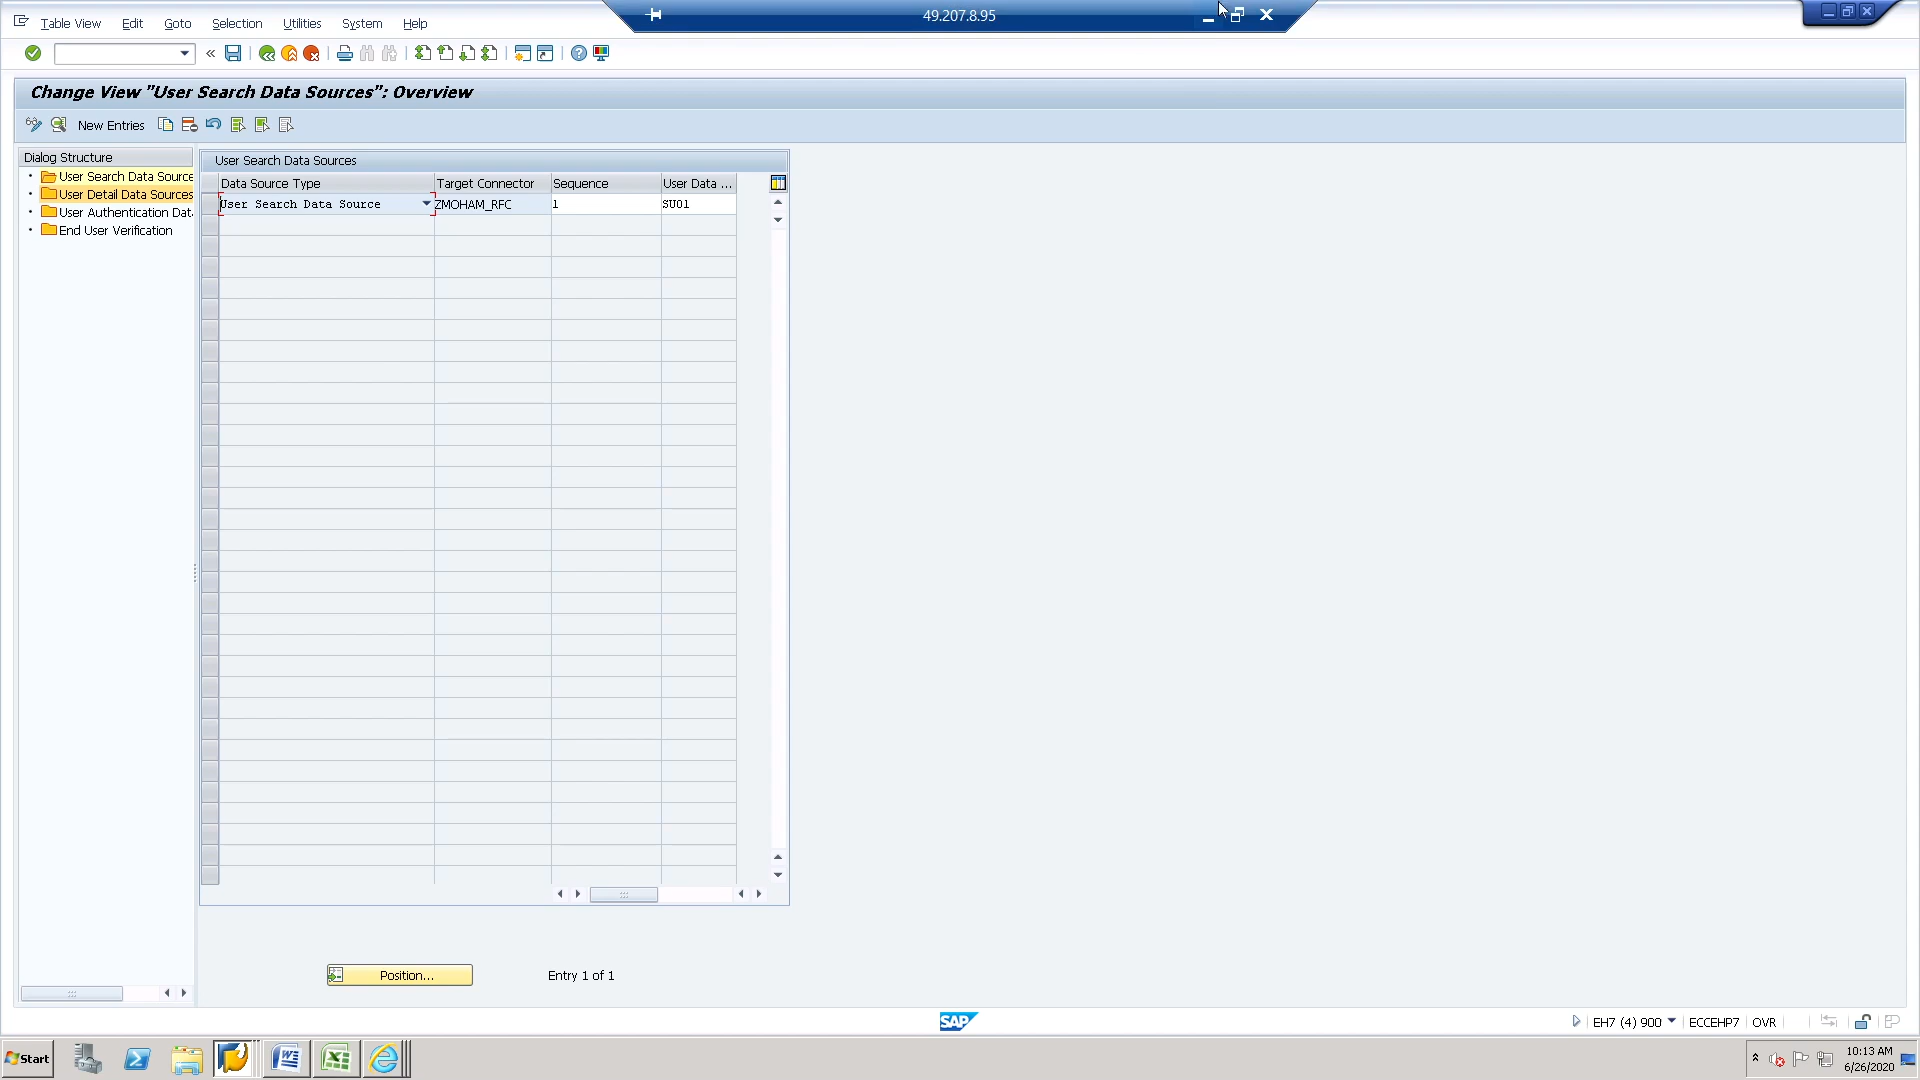 49.207.8.95
Table View Edit Goto Selection Utilities System Help
Change View "User Search Data Sources": Overview
New Entries
Dialog Structure
User Search Data Source
User Detail Data Sources
User Authentication Dat
End User Verification
User Search Data Sources
Data Source Type Target Connector Sequence User Data ...
User Search Data Source ZMOHAM_RFC 1 SU01
Position... Entry 1 of 1
SAP EH7 (4) 900 ECCEHP7 OVR
Start 10:13 AM
6/26/2020